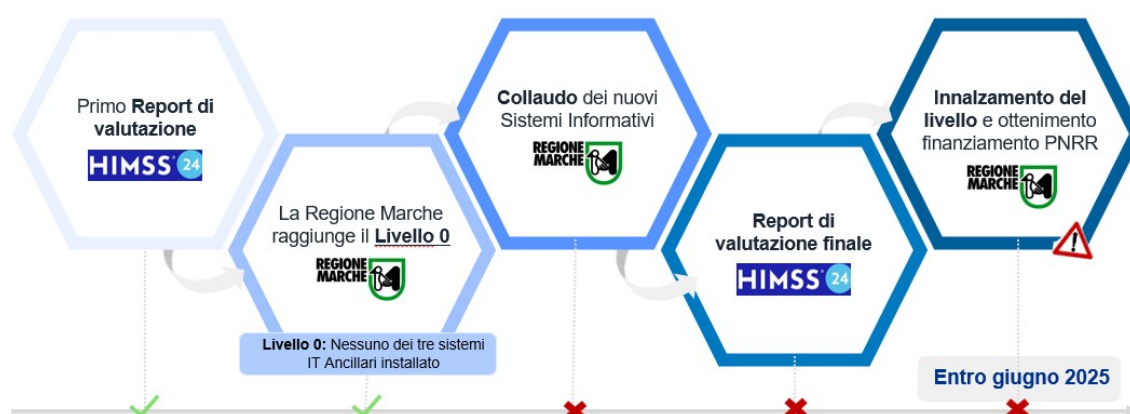 Primo Report di
valutazione
HIMSS 24
La Regione Marche
raggiunge il Livello 0
REGIONE
MARCHE
Livello 0: Nessuno dei tre sistemi
IT Ancillari installato
Collaudo dei nuovi
Sistemi Informativi
REGIONE
MARCHE
Report di
valutazione finale
HIMSS 24
Innalzamento del
livello e ottenimento
finanziamento PNRR
REGIONE
MARCHE
Entro giugno 2025